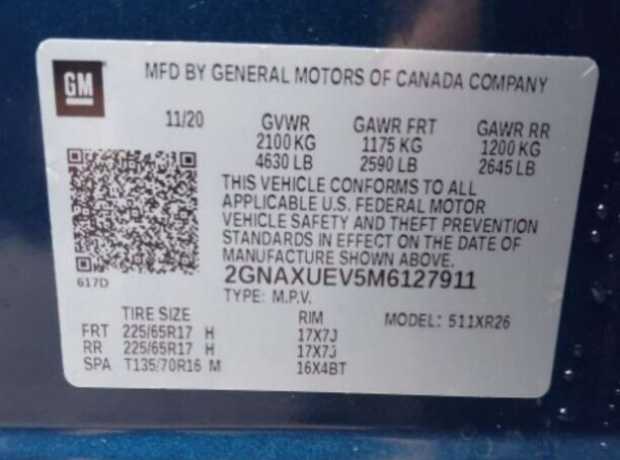 GM
MFD BY GENERAL MOTORS OF CANADA COMPANY
11/20 GVWR GAWR FRT GAWR RR
2100 KG 1175 KG 1200 KG
4630 LB 2590 LB 2645 LB
THIS VEHICLE CONFORMS TO ALL
APPLICABLE U.S. FEDERAL MOTOR
VEHICLE SAFETY AND THEFT PREVENTION
STANDARDS IN EFFECT ON THE DATE OF
MANUFACTURE SHOWN ABOVE.
617D 2GNAXUEV5M6127911
TYPE: M.P.V.
TIRE SIZE RIM MODEL: 511XR26
FRT 225/65R17 H 17X7J
RR 225/65R17 H 17X7J
SPA T135/70R16 M 16X4BT